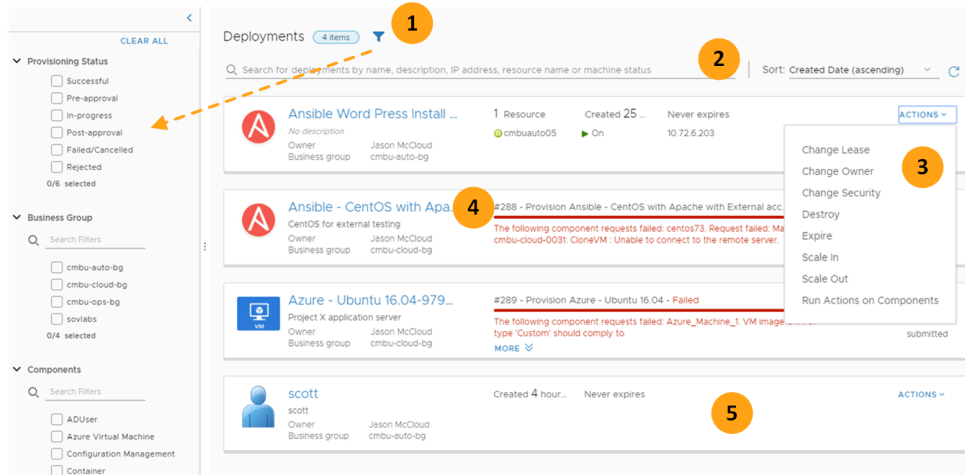 CLEAR ALL
Provisioning Status
Successful
Pre-approval
In-progress
Post-approval
Failed/Cancelled
Rejected
0/6 selected
Business Group
Search Filters
cmbu-auto-bg
cmbu-cloud-bg
cmbu-ops-bg
sovlabs
0/4 selected
Components
Search Filters
ADUser
Azure Virtual Machine
Configuration Management
Container
Deployments 4 items
1
Search for deployments by name, description, IP address, resource name or machine status
2
Sort: Created Date (ascending)
Ansible Word Press Install ...
No description
Owner Jason McCloud
Business group cmbu-auto-bg
1 Resource Created 25 ... Never expires
cmbuauto05 On 10.72.6.203
ACTIONS
Change Lease
Change Owner
Change Security
Destroy
Expire
Scale In
Scale Out
Run Actions on Components
3
Ansible - CentOS with Apa...
4
CentOS for external testing
Owner Jason McCloud
Business group cmbu-cloud-bg
#288 - Provision Ansible - CentOS with Apache with External acc...
The following component requests failed: centos73. Request failed: Ma
cmbu-cloud-0031: CloneVM : Unable to connect to the remote server.
VM
Azure - Ubuntu 16.04-979...
Project X application server
Owner Jason McCloud
Business group cmbu-cloud-bg
#289 - Provision Azure - Ubuntu 16.04 - Failed
The following component requests failed: Azure_Machine_1. VM image
type 'Custom' should comply to
submitted
MORE
scott
scott
Owner Jason McCloud
Business group cmbu-auto-bg
Created 4 hour... Never expires
5
ACTIONS